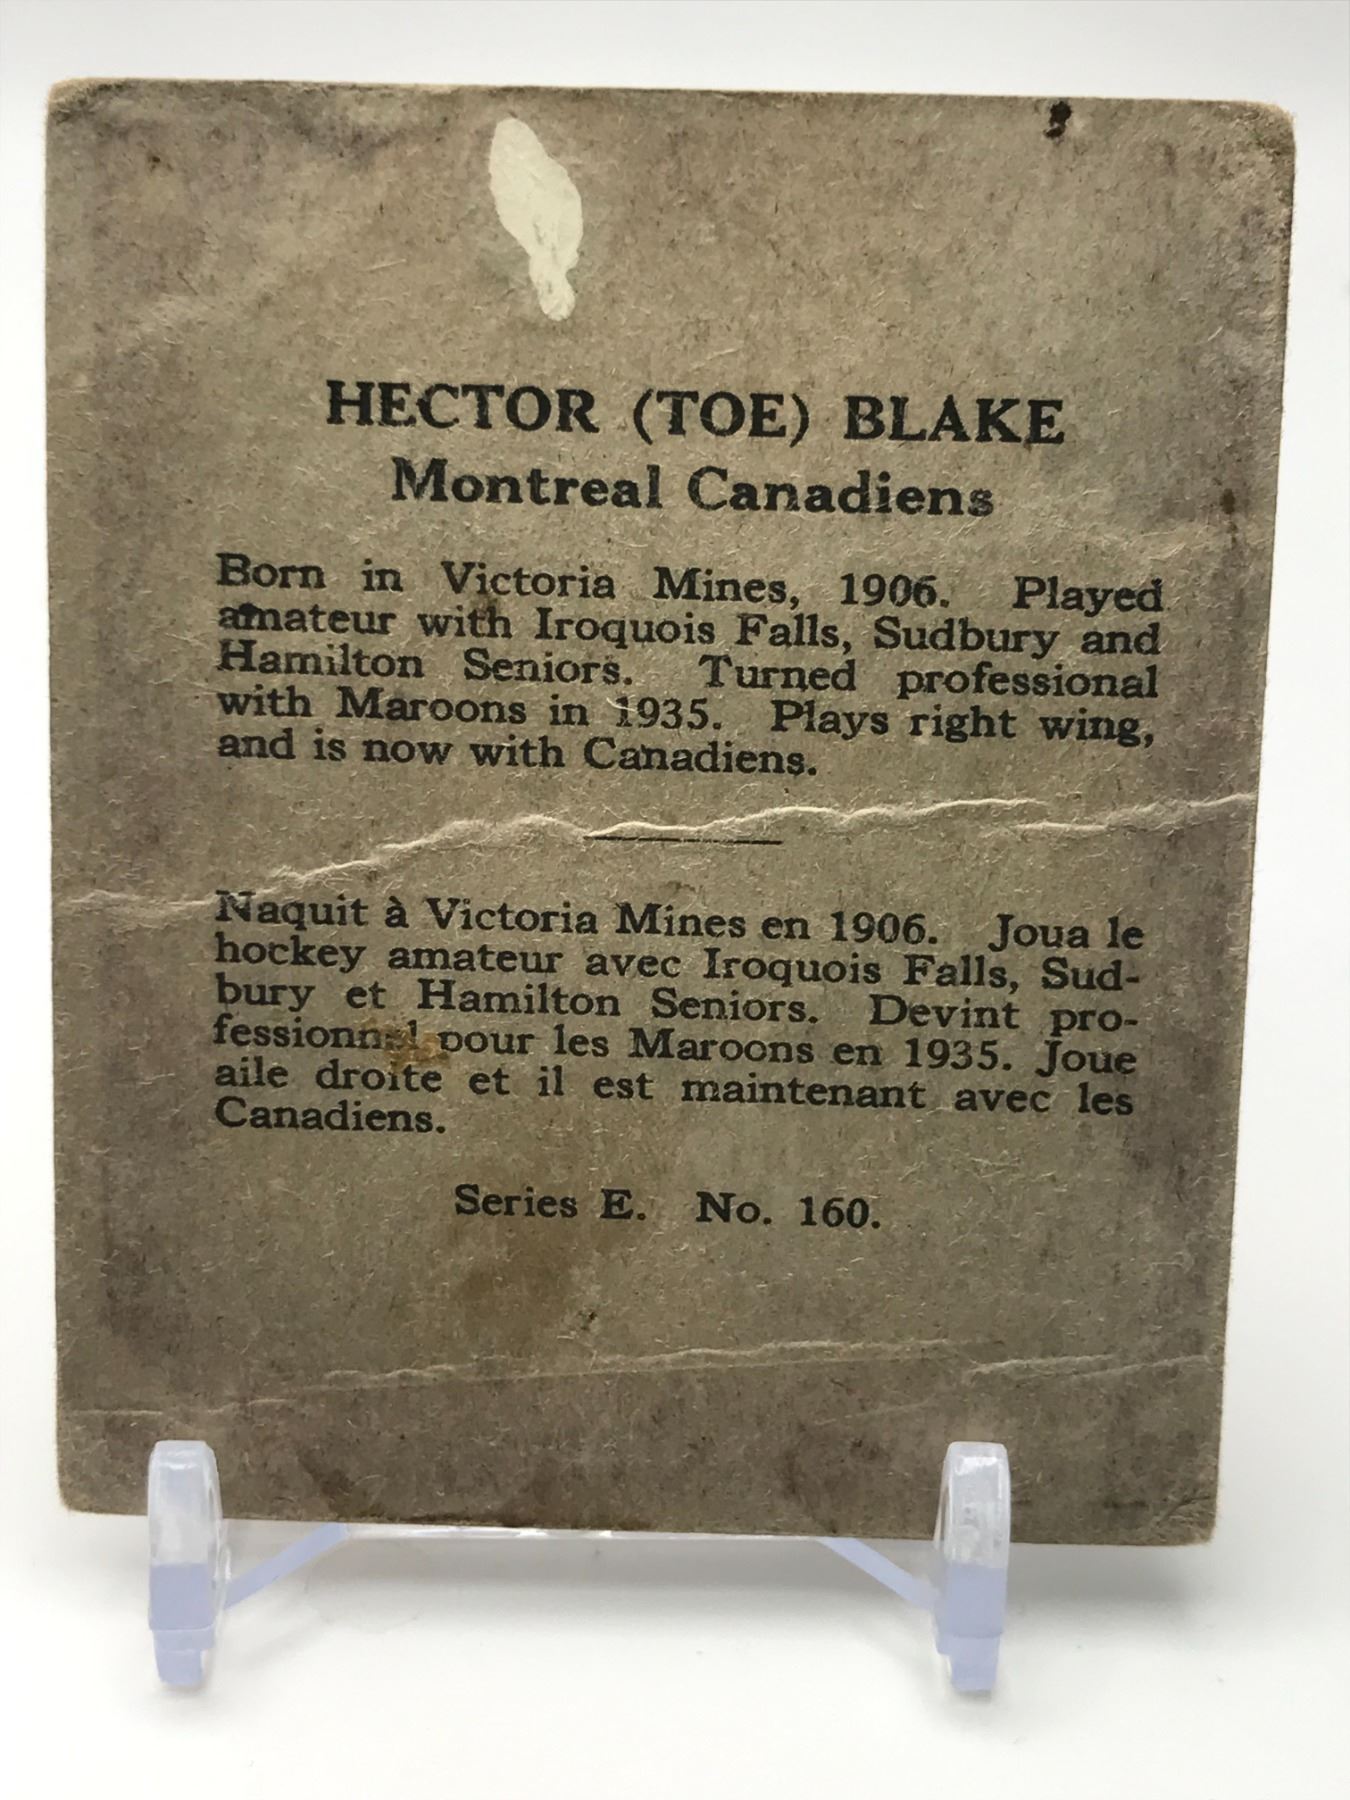 HECTOR (TOE) BLAKE
Montreal Canadiens
Born in Victoria Mines, 1906. Played
amateur with Iroquois Falls, Sudbury and
Hamilton Seniors. Turned professional
with Maroons in 1935. Plays right wing,
and is now with Canadiens.
Naquit à Victoria Mines en 1906. Joua le
hockey amateur avec Iroquois Falls, Sud-
bury et Hamilton Seniors. Devint pro-
fessionnel pour les Maroons en 1935. Joue
aile droite et il est maintenant avec les
Canadiens.
Series E. No. 160.